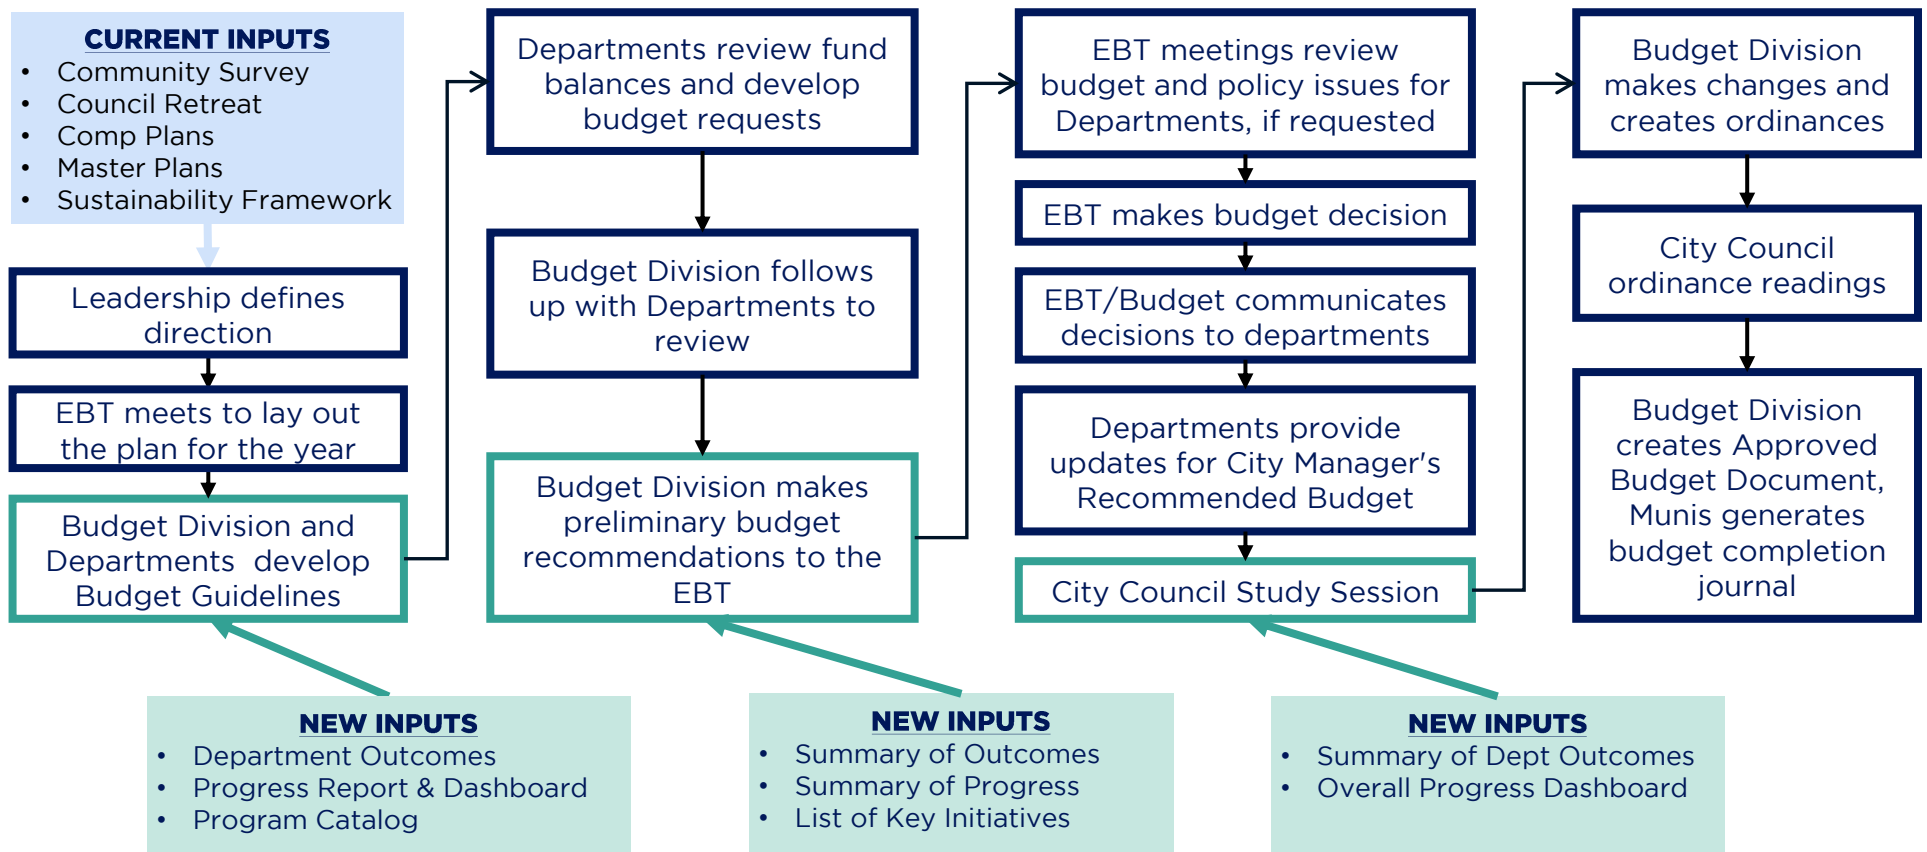 CURRENT INPUTS
• Community Survey
• Council Retreat
• Comp Plans
• Master Plans
• Sustainability Framework
Leadership defines
direction
EBT meets to lay out
the plan for the year
Budget Division and
Departments develop
Budget Guidelines
NEW INPUTS
• Department Outcomes
• Progress Report & Dashboard
• Program Catalog
Departments review fund
balances and develop
budget requests
Budget Division follows
up with Departments to
review
Budget Division makes
preliminary budget
recommendations to the
EBT
NEW INPUTS
• Summary of Outcomes
• Summary of Progress
• List of Key Initiatives
EBT meetings review
budget and policy issues for
Departments, if requested
EBT makes budget decision
EBT/Budget communicates
decisions to departments
Departments provide
updates for City Manager's
Recommended Budget
City Council Study Session
NEW INPUTS
• Summary of Dept Outcomes
• Overall Progress Dashboard
Budget Division
makes changes and
creates ordinances
City Council
ordinance readings
Budget Division
creates Approved
Budget Document,
Munis generates
budget completion
journal